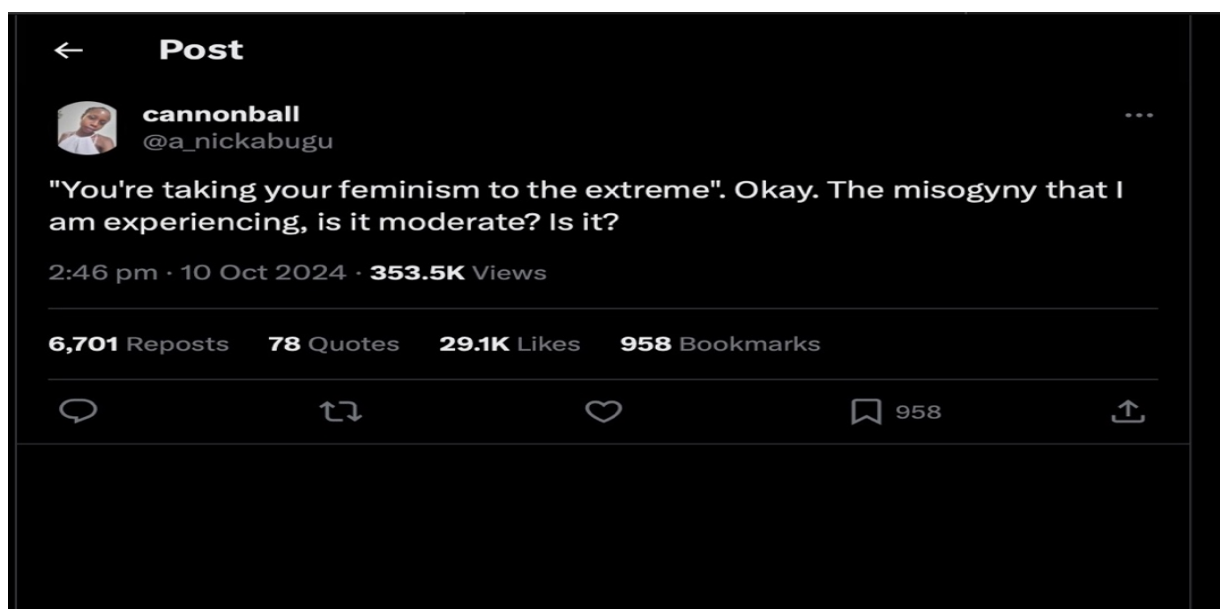 Post
cannonball
@a_nickabugu
"You're taking your feminism to the extreme". Okay. The misogyny that I
am experiencing, is it moderate? Is it?
2:46 pm · 10 Oct 2024 · 353.5K Views
6,701 Reposts 78 Quotes 29.1K Likes 958 Bookmarks
958